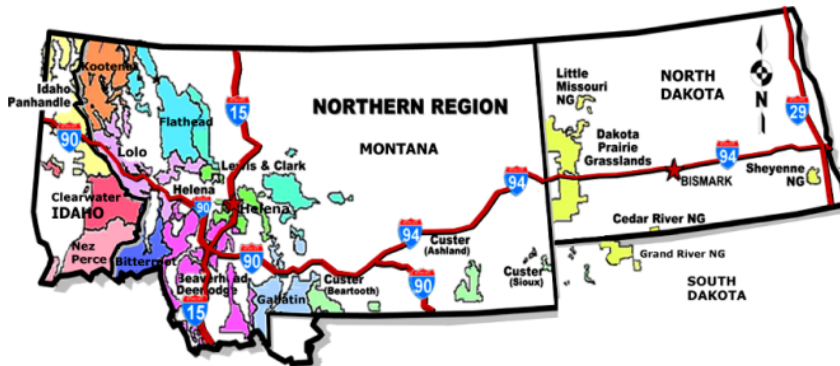 Kootenai
Idaho
Panhandle
90
Flathead
15
NORTHERN REGION
MONTANA
Lolo
Lewis & Clark
Helena
Helena
90
Clearwater
IDAHO
Nez
Perce
Bitterroot
Beaverhead
Deerlodge
15
90
Gallatin
Custer
(Beartooth)
94
Custer
(Ashland)
90
94
Custer
(Sioux)
Little
Missouri
NG
NORTH
DAKOTA
N
29
Dakota
Prairie
Grasslands
94
BISMARK
Sheyenne
NG
Cedar River NG
Grand River NG
SOUTH
DAKOTA